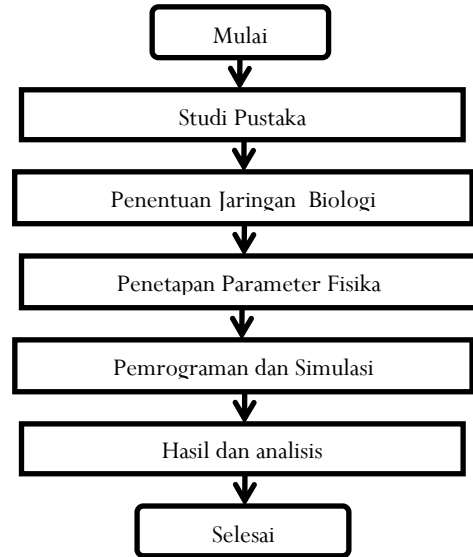 Mulai
Studi Pustaka
Penentuan Jaringan Biologi
Penetapan Parameter Fisika
Pemrograman dan Simulasi
Hasil dan analisis
Selesai